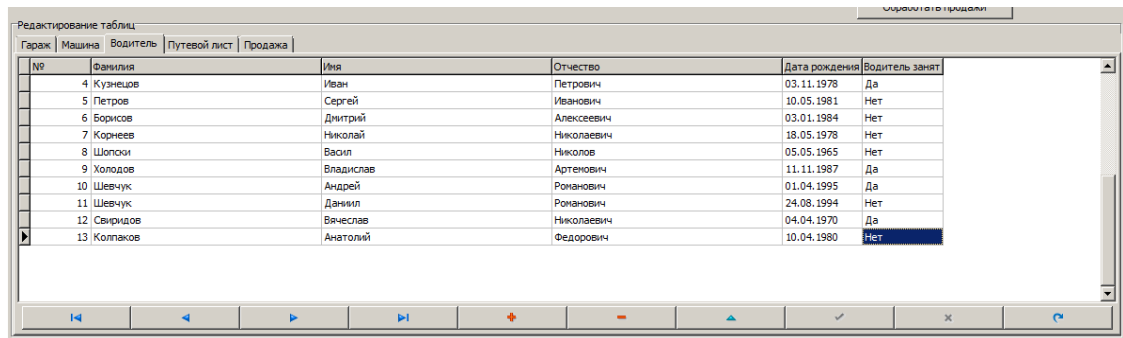 Обработать продажи
Редактирование таблиц
Гараж Машина Водитель Путевой лист Продажа
№ Фамилия Имя Отчество Дата рождения Водитель занят
4 Кузнецов Иван Петрович 03.11.1978 Да
5 Петров Сергей Иванович 10.05.1981 Нет
6 Борисов Дмитрий Алексеевич 03.01.1984 Нет
7 Корнеев Николай Николаевич 18.05.1978 Нет
8 Шопски Васил Николов 05.05.1965 Нет
9 Холодов Владислав Артемович 11.11.1987 Да
10 Шевчук Андрей Романович 01.04.1995 Да
11 Шевчук Даниил Романович 24.08.1994 Нет
12 Свиридов Вячеслав Николаевич 04.04.1970 Да
13 Колпаков Анатолий Федорович 10.04.1980 Нет